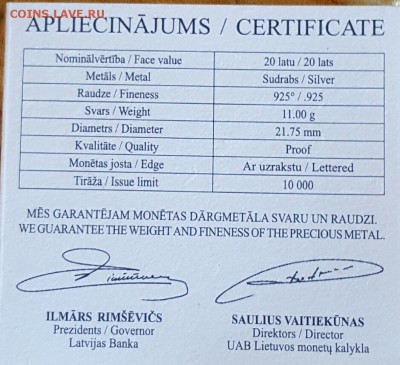 COINS.LAVE.RU
APLIECINĀJUMS / CERTIFICATE
Nominālvērtība / Face value 20 latu / 20 lats
Metāls / Metal Sudrabs / Silver
Raudze / Fineness 925° / .925
Svars / Weight 11.00 g
Diametrs / Diameter 21.75 mm
Kvalitāte / Quality Proof
Monētas josta / Edge Ar uzrakstu / Lettered
Tirāža / Issue limit 10 000
MĒS GARANTĒJAM MONĒTAS DĀRGMETĀLA SVARU UN RAUDZI.
WE GUARANTEE THE WEIGHT AND FINENESS OF THE PRECIOUS METAL.
ILMĀRS RIMŠĒVIČS
Prezidents / Governor
Latvijas Banka
SAULIUS VAITIEKŪNAS
Direktors / Director
UAB Lietuvos monetų kalykla